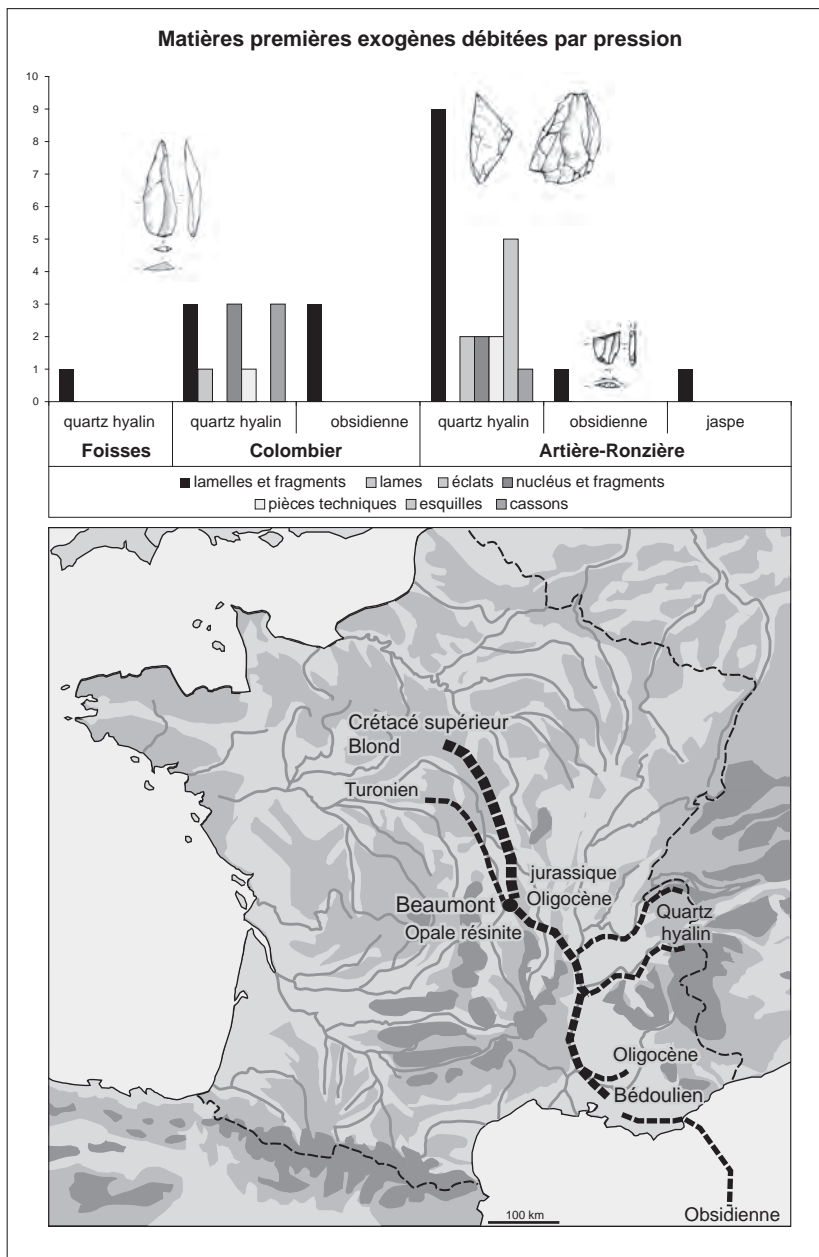 Matières premières exogènes débitées par pression
10
9
8
7
6
5
4
3
2
1
0
quartz hyalin quartz hyalin obsidienne quartz hyalin obsidienne jaspe
Foisses Colombier Artière-Ronzière
lamelles et fragments lames éclats nucléus et fragments
pièces techniques esquilles cassons
Crétacé supérieur
Blond
Turonien
jurassique
Beaumont Oligocène
Opale résinite
Quartz
hyalin
Oligocène
Bédoulien
100 km
Obsidienne